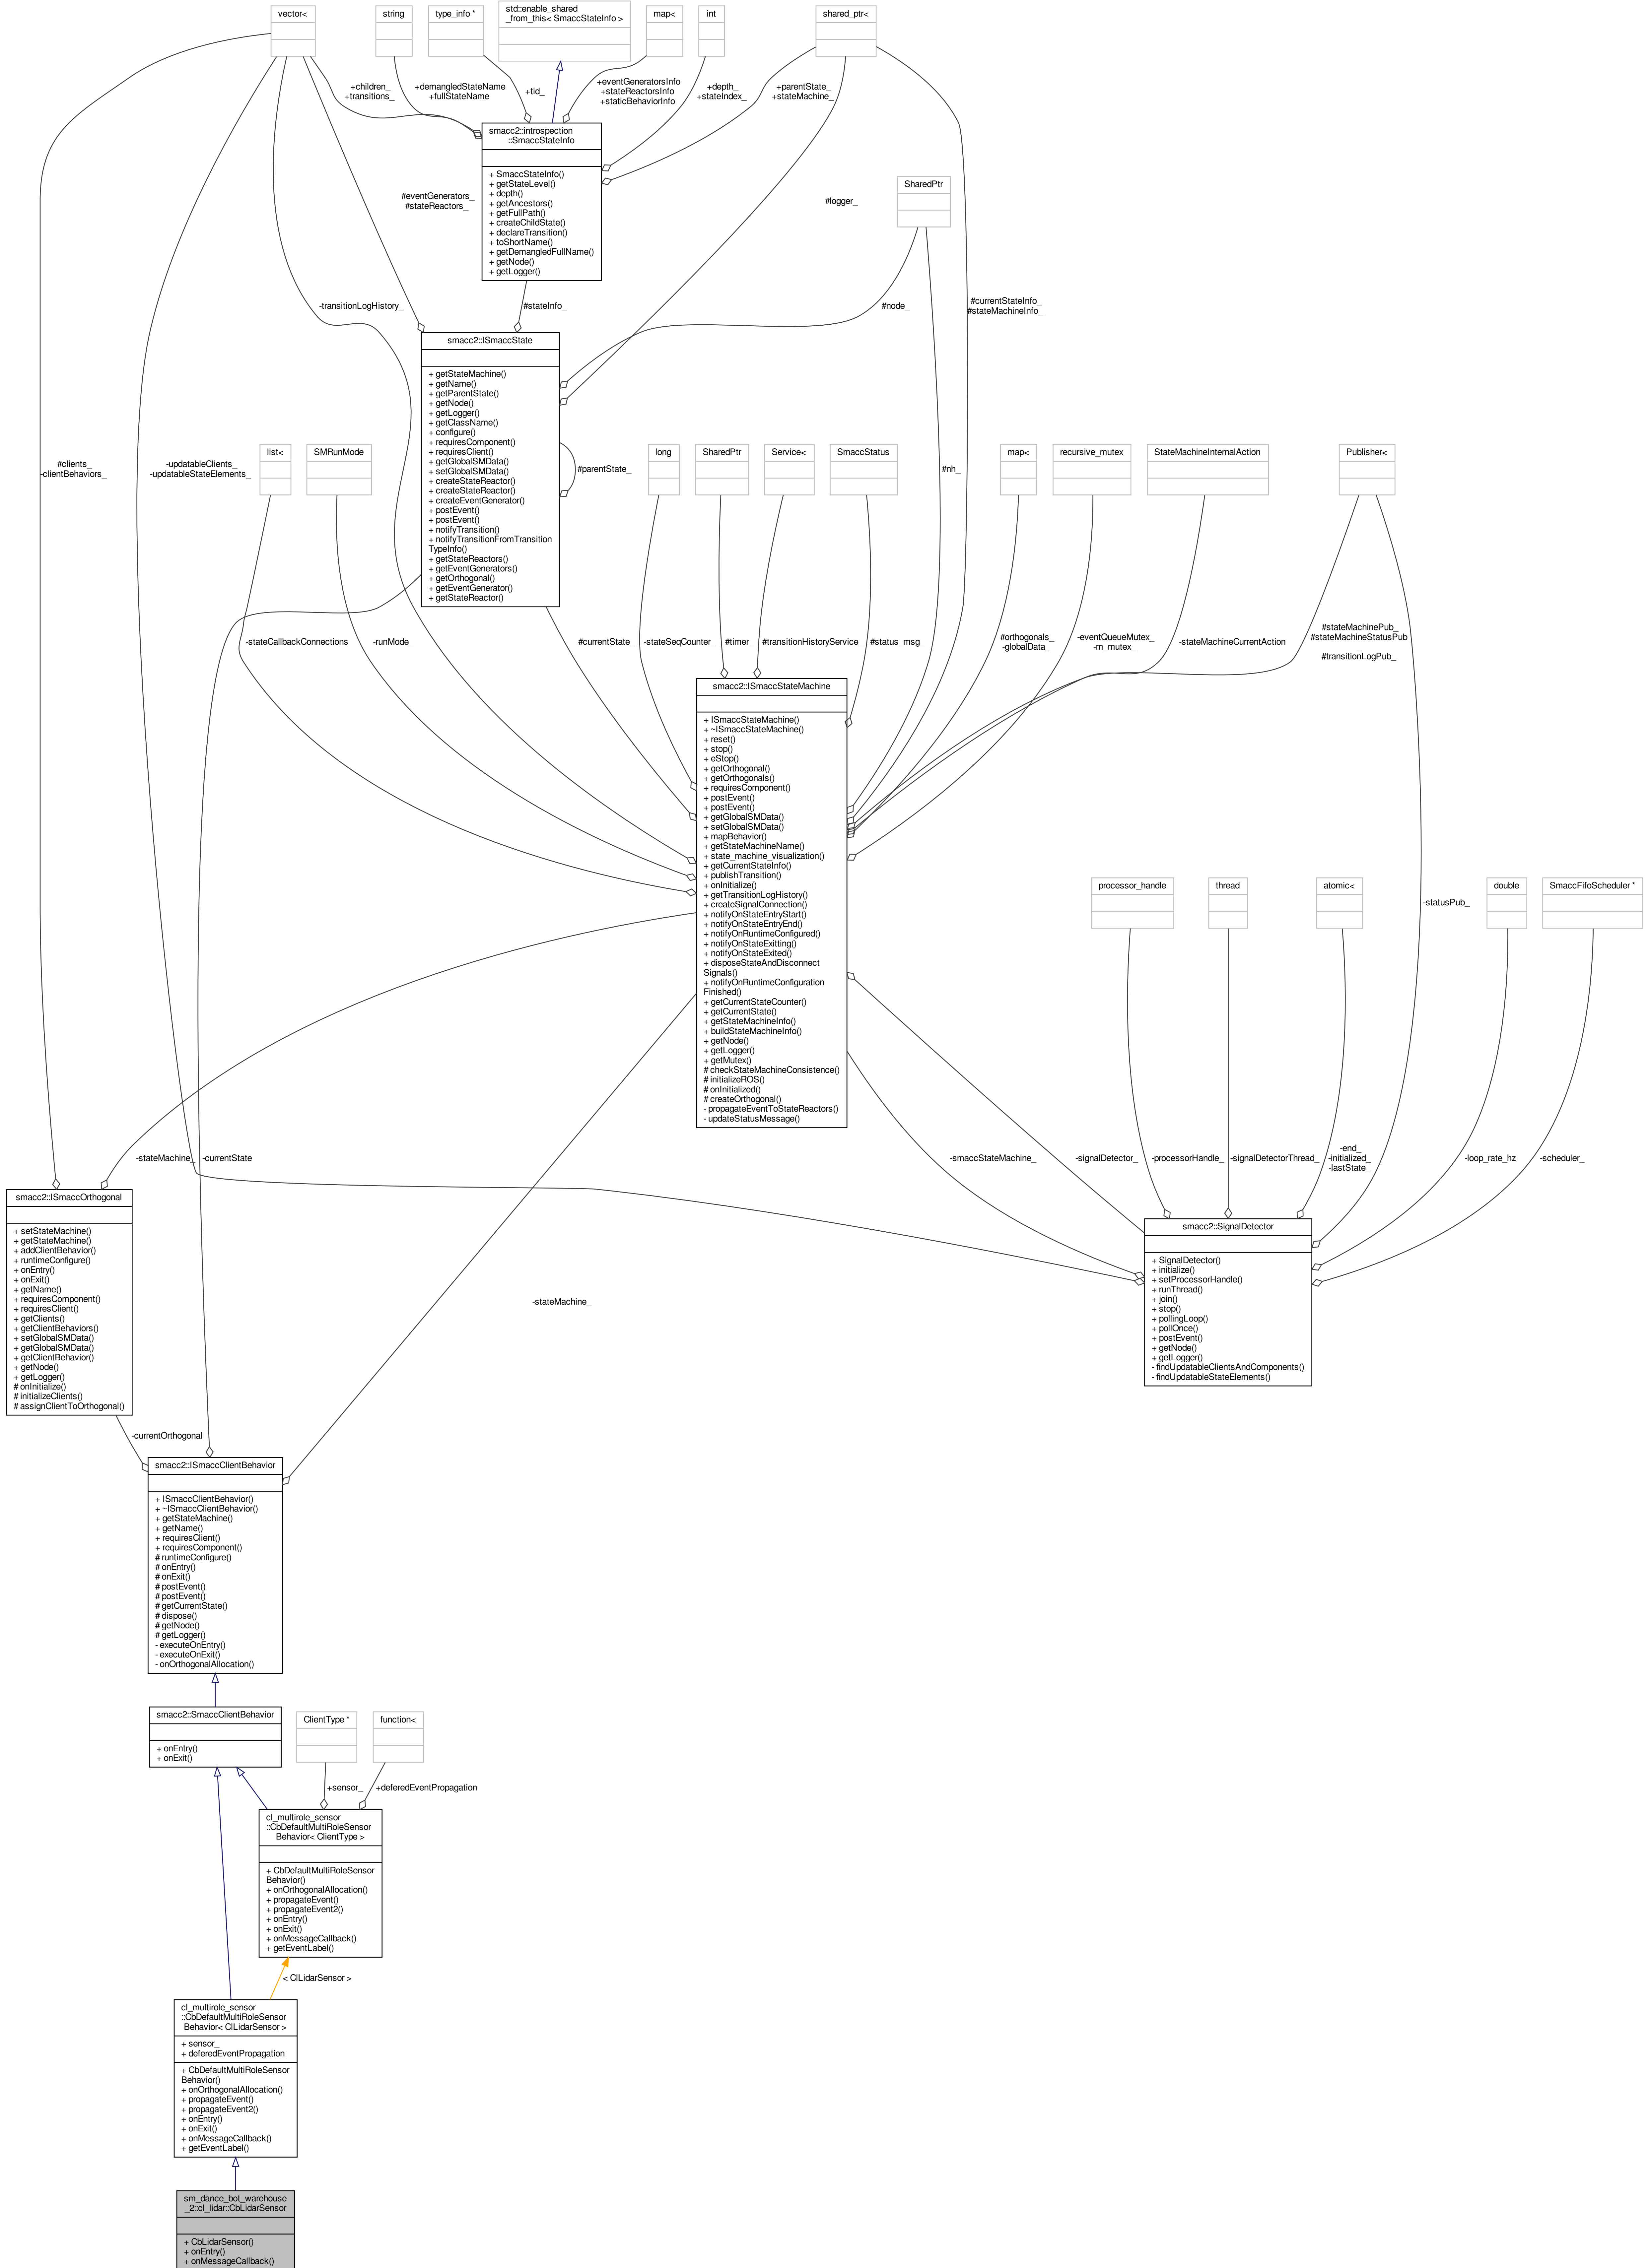 vector<
string
type_info *
std::enable_shared
_from_this< SmaccStateInfo >
map<
int
shared_ptr<
+children_
+transitions_
+demangledStateName
+fullStateName
+tid_
+eventGeneratorsInfo
+stateReactorsInfo
+staticBehaviorInfo
+depth_
+stateIndex_
+parentState_
+stateMachine_
smacc2::introspection
::SmaccStateInfo
+ SmaccStateInfo()
+ getStateLevel()
+ depth()
+ getAncestors()
+ getFullPath()
+ createChildState()
+ declareTransition()
+ toShortName()
+ getDemangledFullName()
+ getNode()
+ getLogger()
SharedPtr
#eventGenerators_
#stateReactors_
#logger_
-transitionLogHistory_
#stateInfo_
#node_
#currentStateInfo_
#stateMachineInfo_
smacc2::ISmaccState
+ getStateMachine()
+ getName()
+ getParentState()
+ getNode()
+ getLogger()
+ getClassName()
+ configure()
+ requiresComponent()
+ requiresClient()
+ getGlobalSMData()
+ setGlobalSMData()
+ createStateReactor()
+ createStateReactor()
+ createEventGenerator()
+ postEvent()
+ postEvent()
+ notifyTransition()
+ notifyTransitionFromTransition
TypeInfo()
+ getStateReactors()
+ getEventGenerators()
+ getOrthogonal()
+ getEventGenerator()
+ getStateReactor()
#clients_
-clientBehaviors_
-updatableClients_
-updatableStateElements_
list<
SMRunMode
#parentState_
long
SharedPtr
Service<
SmaccStatus
#nh_
map<
recursive_mutex
StateMachineInternalAction
Publisher<
-stateCallbackConnections
-runMode_
#currentState_
-stateSeqCounter_
#timer_
#transitionHistoryService_
#status_msg_
#orthogonals_
-globalData_
-eventQueueMutex_
-m_mutex_
-stateMachineCurrentAction
#stateMachinePub_
#stateMachineStatusPub
_
#transitionLogPub_
smacc2::ISmaccStateMachine
+ ISmaccStateMachine()
+ ~ISmaccStateMachine()
+ reset()
+ stop()
+ eStop()
+ getOrthogonal()
+ getOrthogonals()
+ requiresComponent()
+ postEvent()
+ postEvent()
+ getGlobalSMData()
+ setGlobalSMData()
+ mapBehavior()
+ getStateMachineName()
+ state_machine_visualization()
+ getCurrentStateInfo()
+ publishTransition()
+ onInitialize()
+ getTransitionLogHistory()
+ createSignalConnection()
+ notifyOnStateEntryStart()
+ notifyOnStateEntryEnd()
+ notifyOnRuntimeConfigured()
+ notifyOnStateExitting()
+ notifyOnStateExited()
+ disposeStateAndDisconnect
Signals()
+ notifyOnRuntimeConfiguration
Finished()
+ getCurrentStateCounter()
+ getCurrentState()
+ getStateMachineInfo()
+ buildStateMachineInfo()
+ getNode()
+ getLogger()
+ getMutex()
# checkStateMachineConsistence()
# initializeROS()
# onInitialized()
# createOrthogonal()
- propagateEventToStateReactors()
- updateStatusMessage()
processor_handle
thread
atomic<
double
SmaccFifoScheduler *
-statusPub_
-stateMachine_
-currentState
-smaccStateMachine_
-signalDetector_
-processorHandle_
-signalDetectorThread_
-end_
-initialized_
-lastState_
-loop_rate_hz
-scheduler_
smacc2::ISmaccOrthogonal
+ setStateMachine()
+ getStateMachine()
+ addClientBehavior()
+ runtimeConfigure()
+ onEntry()
+ onExit()
+ getName()
+ requiresComponent()
+ requiresClient()
+ getClients()
+ getClientBehaviors()
+ setGlobalSMData()
+ getGlobalSMData()
+ getClientBehavior()
+ getNode()
+ getLogger()
# onInitialize()
# initializeClients()
# assignClientToOrthogonal()
smacc2::SignalDetector
+ SignalDetector()
+ initialize()
+ setProcessorHandle()
+ runThread()
+ join()
+ stop()
+ pollingLoop()
+ pollOnce()
+ postEvent()
+ getNode()
+ getLogger()
- findUpdatableClientsAndComponents()
- findUpdatableStateElements()
-stateMachine_
-currentOrthogonal
smacc2::ISmaccClientBehavior
+ ISmaccClientBehavior()
+ ~ISmaccClientBehavior()
+ getStateMachine()
+ getName()
+ requiresClient()
+ requiresComponent()
# runtimeConfigure()
# onEntry()
# onExit()
# postEvent()
# postEvent()
# getCurrentState()
# dispose()
# getNode()
# getLogger()
- executeOnEntry()
- executeOnExit()
- onOrthogonalAllocation()
smacc2::SmaccClientBehavior
+ onEntry()
+ onExit()
ClientType *
function<
+sensor_
+deferedEventPropagation
cl_multirole_sensor
::CbDefaultMultiRoleSensor
Behavior< ClientType >
+ CbDefaultMultiRoleSensor
Behavior()
+ onOrthogonalAllocation()
+ propagateEvent()
+ propagateEvent2()
+ onEntry()
+ onExit()
+ onMessageCallback()
+ getEventLabel()
< ClLidarSensor >
cl_multirole_sensor
::CbDefaultMultiRoleSensor
Behavior< ClLidarSensor >
+ sensor_
+ deferedEventPropagation
+ CbDefaultMultiRoleSensor
Behavior()
+ onOrthogonalAllocation()
+ propagateEvent()
+ propagateEvent2()
+ onEntry()
+ onExit()
+ onMessageCallback()
+ getEventLabel()
sm_dance_bot_warehouse
_2::cl_lidar::CbLidarSensor
+ CbLidarSensor()
+ onEntry()
+ onMessageCallback()